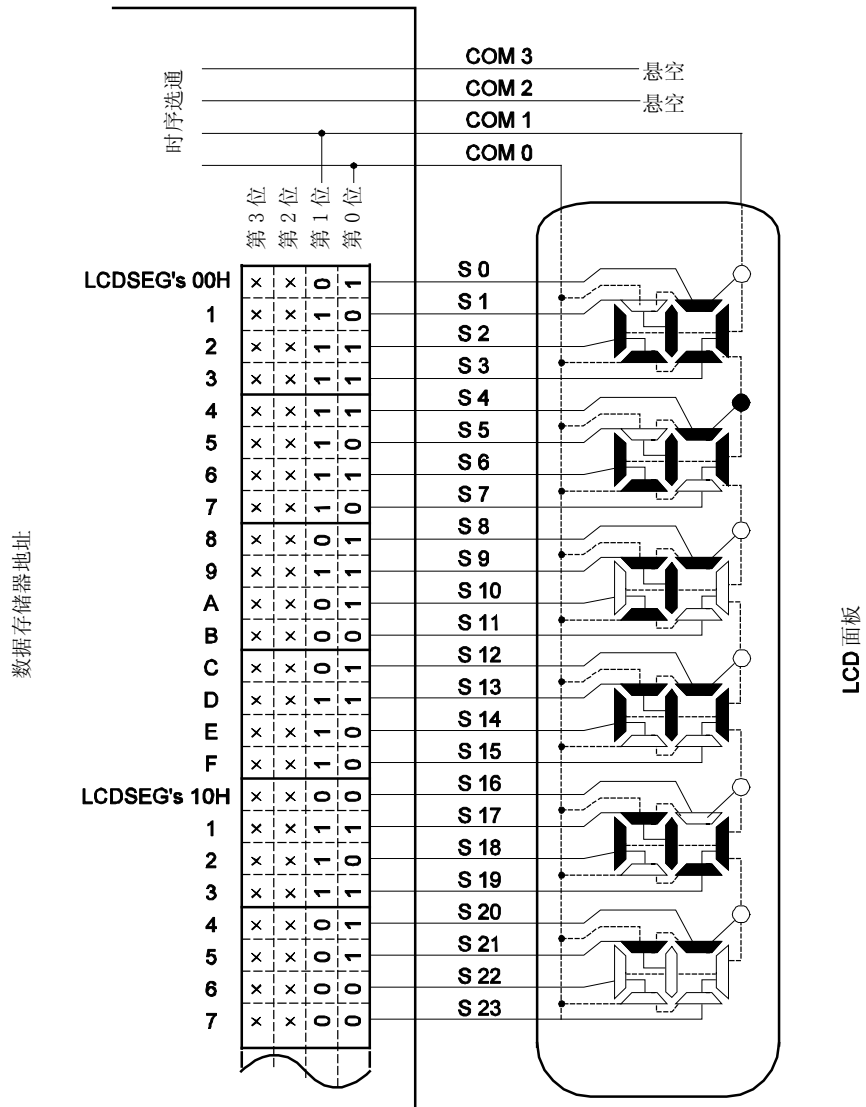 COM 3
悬空
COM 2
悬空
COM 1
COM 0
时序选通
第3位
第2位
第1位
第0位
LCDSEG's 00H × × 0 1 S 0
1 × × 1 0 S 1
2 × × 1 1 S 2
3 × × 1 1 S 3
4 × × 1 1 S 4
5 × × 1 0 S 5
6 × × 1 1 S 6
7 × × 1 0 S 7
8 × × 0 1 S 8
9 × × 1 1 S 9
A × × 0 1 S 10
B × × 0 0 S 11
C × × 0 1 S 12
D × × 1 1 S 13
E × × 1 0 S 14
F × × 1 0 S 15
LCDSEG's 10H × × 0 0 S 16
1 × × 1 1 S 17
2 × × 1 0 S 18
3 × × 1 1 S 19
4 × × 0 1 S 20
5 × × 0 1 S 21
6 × × 0 0 S 22
7 × × 0 0 S 23
数据存储器地址
LCD 面板